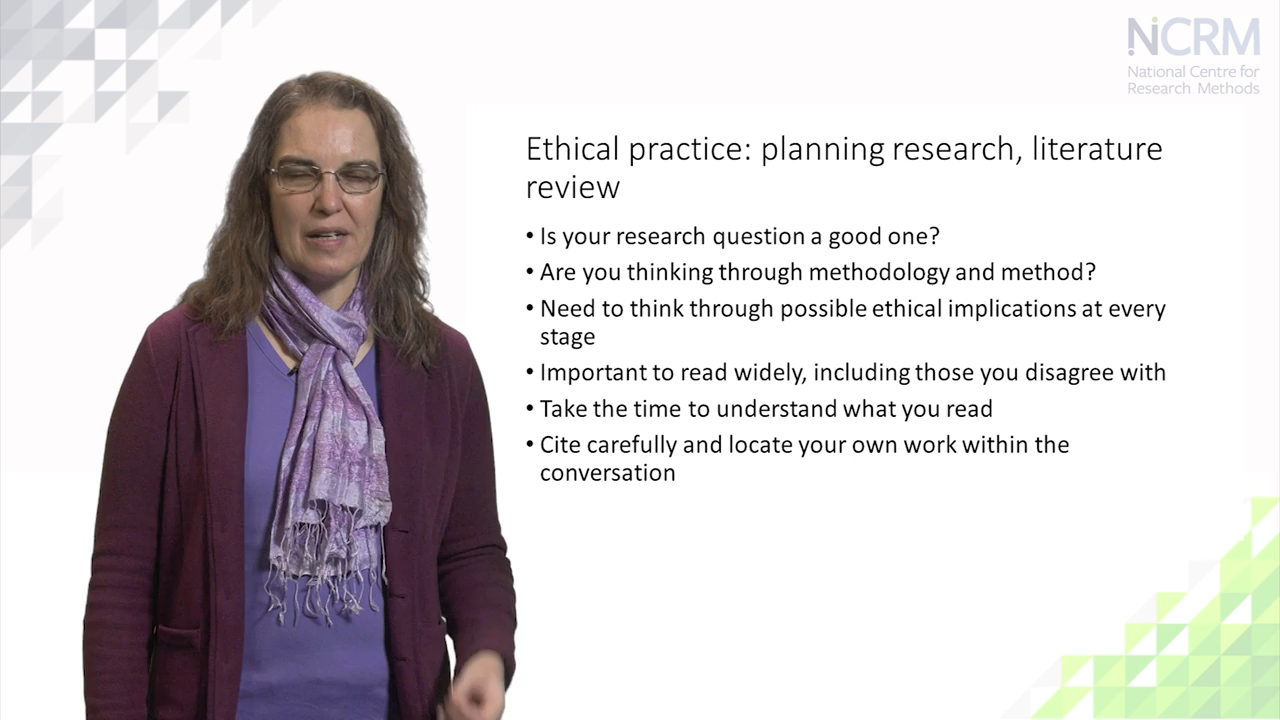 NCRM
National Centre for
Research Methods
Ethical practice: planning research, literature
review
• Is your research question a good one?
• Are you thinking through methodology and method?
• Need to think through possible ethical implications at every
stage
• Important to read widely, including those you disagree with
• Take the time to understand what you read
• Cite carefully and locate your own work within the
conversation